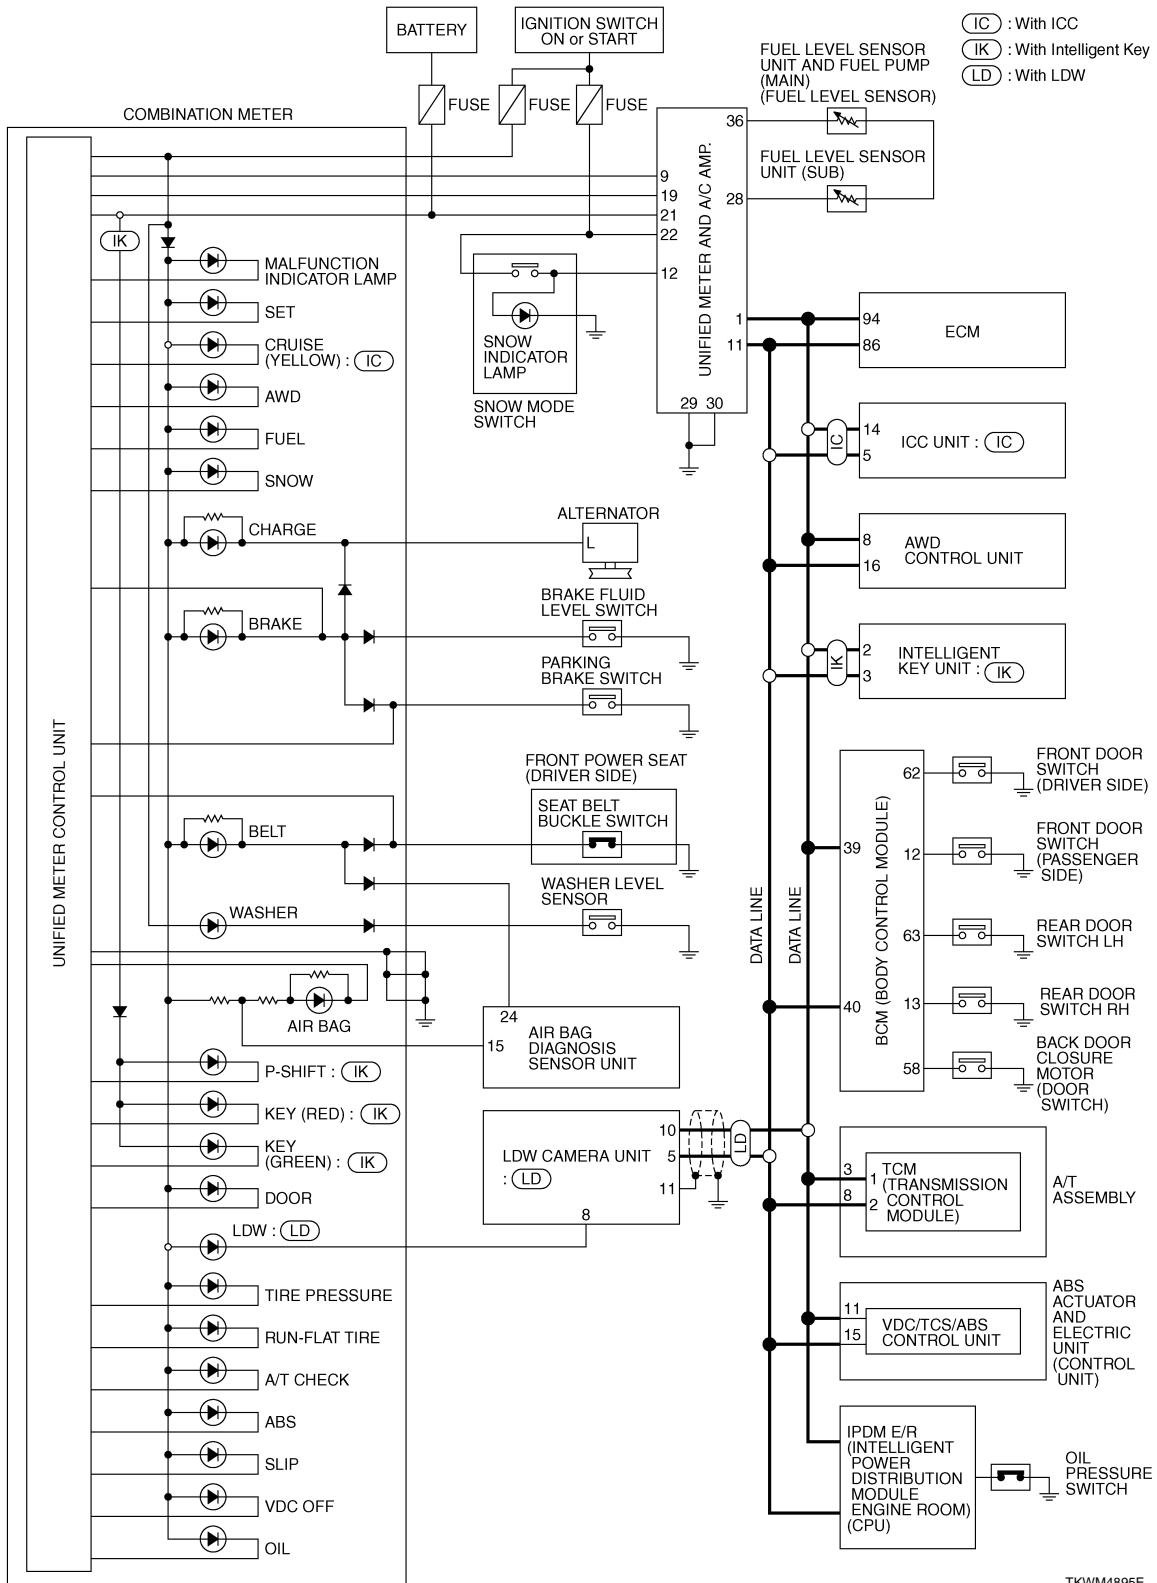 BATTERY
IGNITION SWITCH
ON or START
IC : With ICC
IK : With Intelligent Key
LD : With LDW
FUEL LEVEL SENSOR
UNIT AND FUEL PUMP
(MAIN)
(FUEL LEVEL SENSOR)
FUSE
FUSE
FUSE
COMBINATION METER
36
FUEL LEVEL SENSOR
UNIT (SUB)
28
9
19
21
22
12
UNIFIED METER AND A/C AMP.
IK
MALFUNCTION
INDICATOR LAMP
SET
CRUISE
(YELLOW) : IC
AWD
FUEL
SNOW
SNOW
INDICATOR
LAMP
SNOW MODE
SWITCH
1
11
29 30
94
86
ECM
IC
14
5
ICC UNIT : IC
CHARGE
ALTERNATOR
L
8
16
AWD
CONTROL UNIT
BRAKE
BRAKE FLUID
LEVEL SWITCH
PARKING
BRAKE SWITCH
IK
2
3
INTELLIGENT
KEY UNIT : IK
UNIFIED METER CONTROL UNIT
FRONT POWER SEAT
(DRIVER SIDE)
SEAT BELT
BUCKLE SWITCH
BELT
WASHER LEVEL
SENSOR
WASHER
DATA LINE
DATA LINE
BCM (BODY CONTROL MODULE)
39
40
62
12
63
13
58
FRONT DOOR
SWITCH
(DRIVER SIDE)
FRONT DOOR
SWITCH
(PASSENGER
SIDE)
REAR DOOR
SWITCH LH
REAR DOOR
SWITCH RH
BACK DOOR
CLOSURE
MOTOR
(DOOR
SWITCH)
AIR BAG
24
15
AIR BAG
DIAGNOSIS
SENSOR UNIT
P-SHIFT : IK
KEY (RED) : IK
KEY
(GREEN) : IK
DOOR
LDW : LD
LDW CAMERA UNIT
: LD
10
5
11
8
LD
3
8
1
2
TCM
(TRANSMISSION
CONTROL
MODULE)
A/T
ASSEMBLY
TIRE PRESSURE
RUN-FLAT TIRE
A/T CHECK
ABS
SLIP
VDC OFF
OIL
11
15
VDC/TCS/ABS
CONTROL UNIT
ABS
ACTUATOR
AND
ELECTRIC
UNIT
(CONTROL
UNIT)
IPDM E/R
(INTELLIGENT
POWER
DISTRIBUTION
MODULE
ENGINE ROOM)
(CPU)
OIL
PRESSURE
SWITCH
TKWM4895E